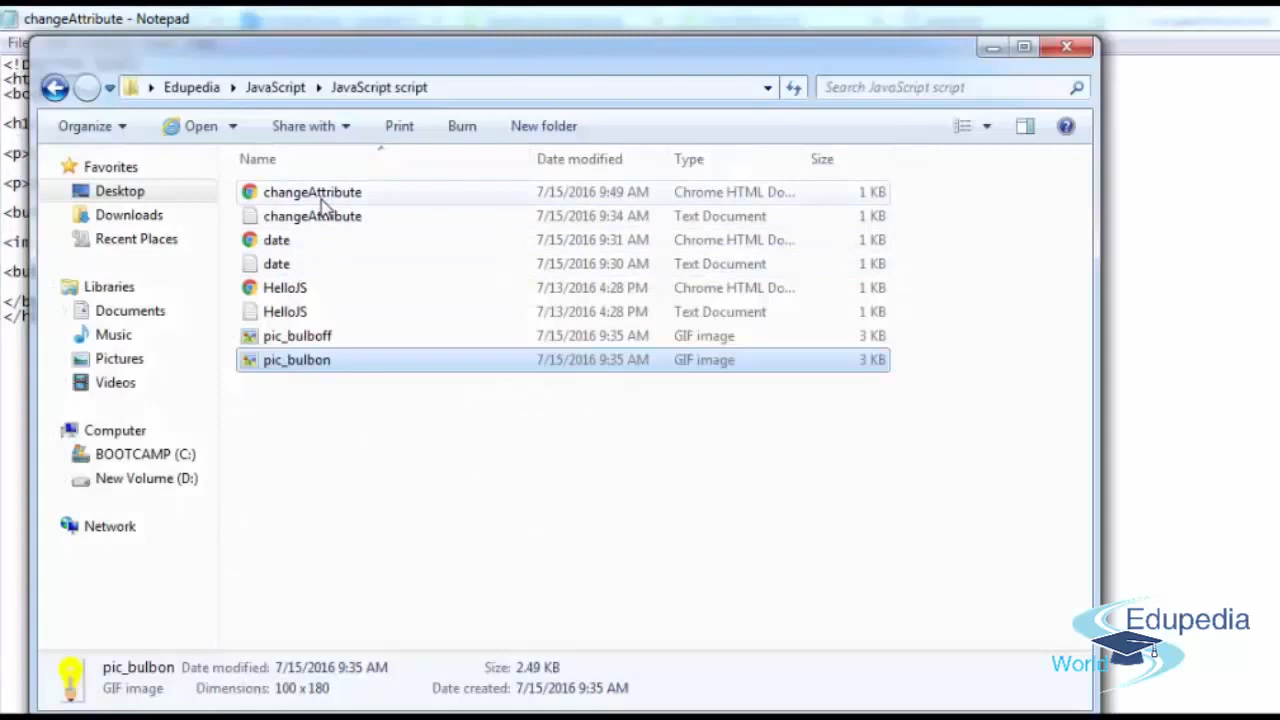 changeAttribute - Notepad
File
<!D
<ht
<bo
<h1
<p>
<p>
<bu
<im
<bu
</b
</h
Edupedia JavaScript JavaScript script
Search JavaScript script
Organize Open Share with Print Burn New folder
Favorites
Desktop
Downloads
Recent Places
Libraries
Documents
Music
Pictures
Videos
Computer
BOOTCAMP (C:)
New Volume (D:)
Network
Name Date modified Type Size
changeAttribute 7/15/2016 9:49 AM Chrome HTML Do... 1 KB
changeAttribute 7/15/2016 9:34 AM Text Document 1 KB
date 7/15/2016 9:31 AM Chrome HTML Do... 1 KB
date 7/15/2016 9:30 AM Text Document 1 KB
HelloJS 7/13/2016 4:28 PM Chrome HTML Do... 1 KB
HelloJS 7/13/2016 4:28 PM Text Document 1 KB
pic_bulboff 7/15/2016 9:35 AM GIF image 3 KB
pic_bulbon 7/15/2016 9:35 AM GIF image 3 KB
pic_bulbon Date modified: 7/15/2016 9:35 AM Size: 2.49 KB
GIF image Dimensions: 100 x 180 Date created: 7/15/2016 9:35 AM
Edupedia
World